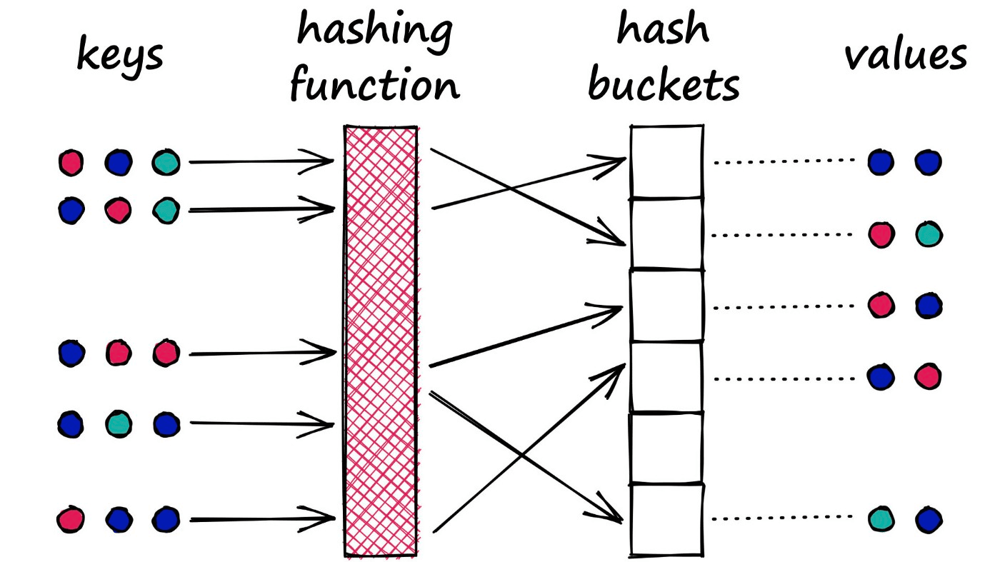 keys
hashing
function
hash
buckets
values